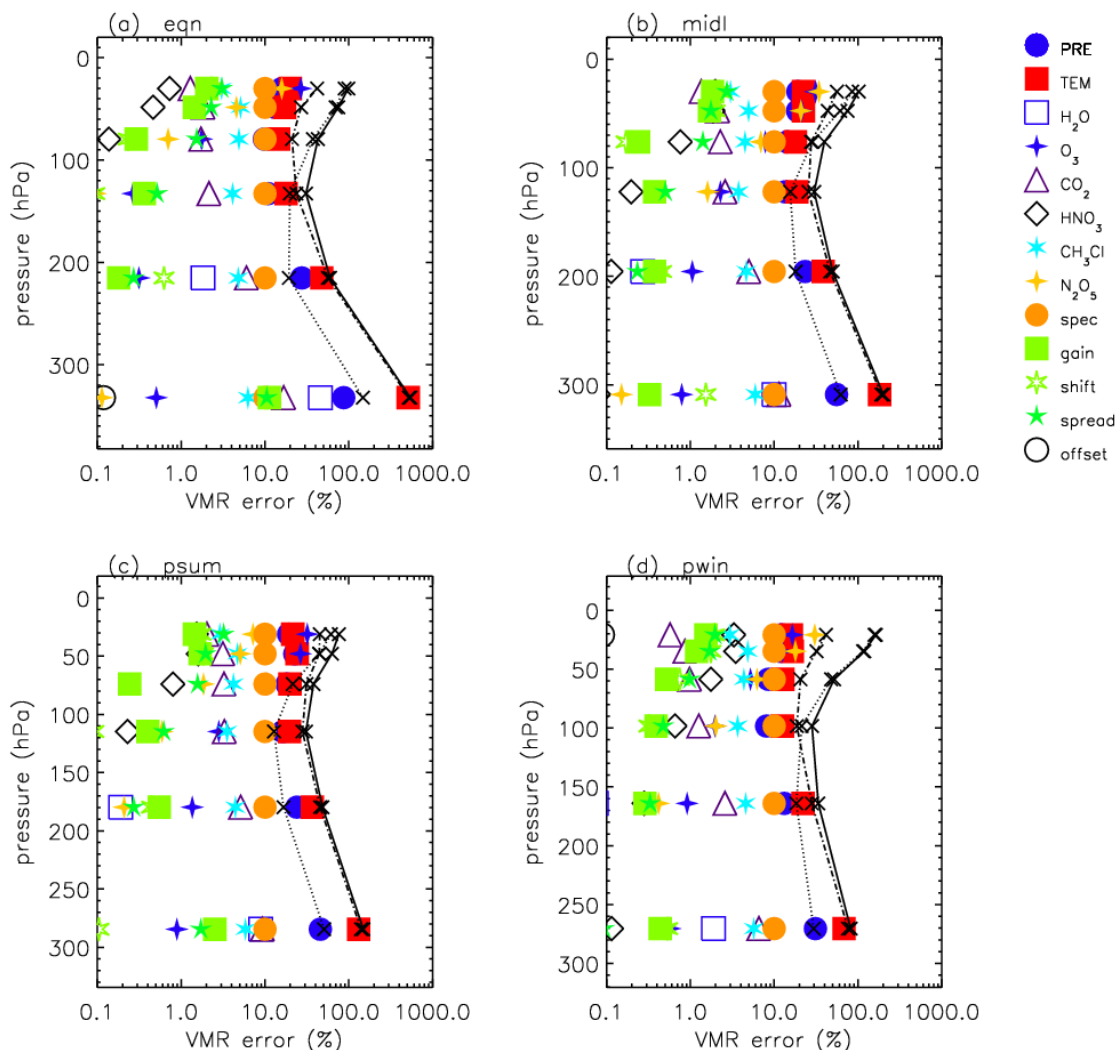 (a) eqn
0
100
200
300
pressure (hPa)
0.1 1.0 10.0 100.0 1000.0
VMR error (%)
(b) midl
0
100
200
300
pressure (hPa)
0.1 1.0 10.0 100.0 1000.0
VMR error (%)
PRE
TEM
H₂O
O₃
CO₂
HNO₃
CH₃Cl
N₂O₅
spec
gain
shift
spread
offset
(c) psum
0
50
100
150
200
250
300
pressure (hPa)
0.1 1.0 10.0 100.0 1000.0
VMR error (%)
(d) pwin
0
50
100
150
200
250
300
pressure (hPa)
0.1 1.0 10.0 100.0 1000.0
VMR error (%)